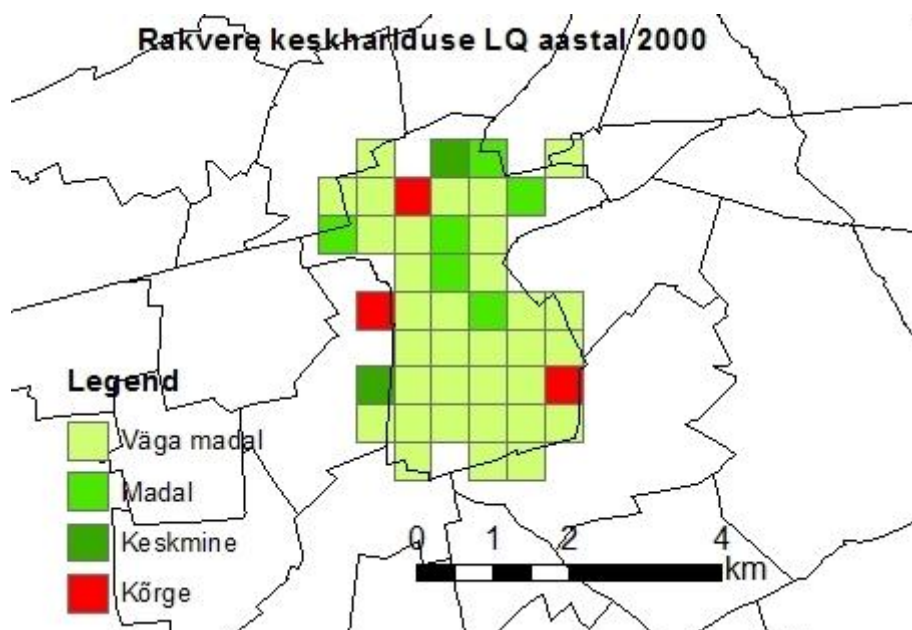 Rakvere keskhariduse LQ aastal 2000
Legend
Väga madal
Madal
Keskmine
Kõrge
0 1 2 4
km